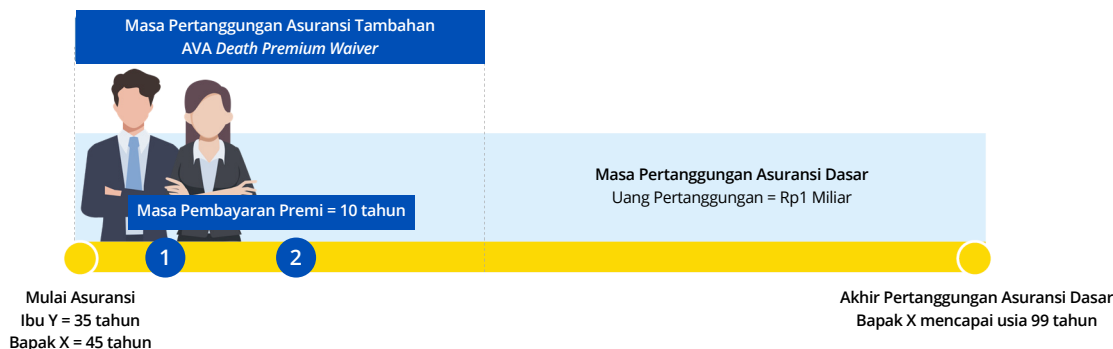 Masa Pertanggungan Asuransi Tambahan
AVA Death Premium Waiver
Masa Pertanggungan Asuransi Dasar
Uang Pertanggungan = Rp1 Miliar
Masa Pembayaran Premi = 10 tahun
1
2
Mulai Asuransi
Ibu Y = 35 tahun
Bapak X = 45 tahun
Akhir Pertanggungan Asuransi Dasar
Bapak X mencapai usia 99 tahun